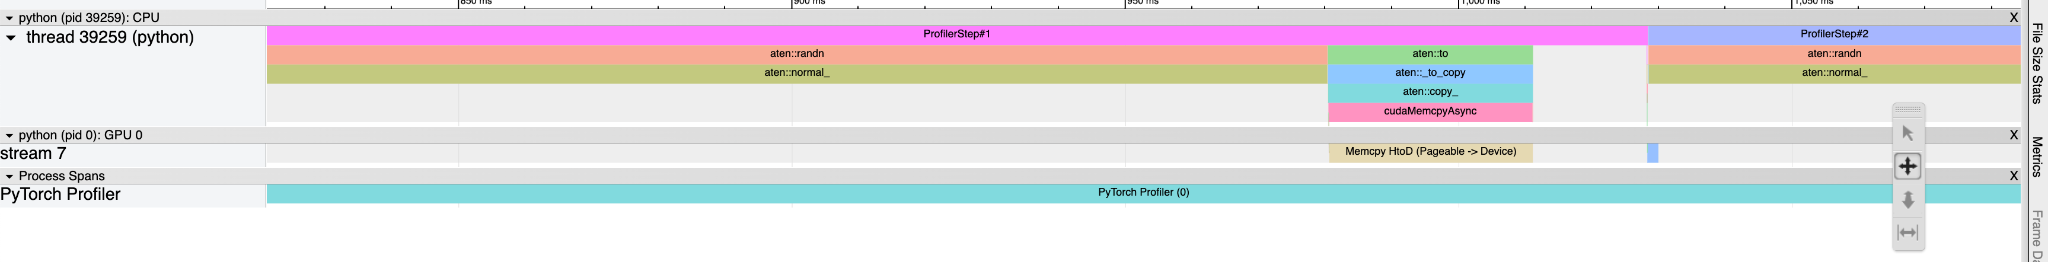 850 ms 900 ms 950 ms 1,000 ms 1,050 ms
python (pid 39259): CPU X
thread 39259 (python)
ProfilerStep#1 ProfilerStep#2
aten::randn aten::to aten::randn
aten::normal_ aten::_to_copy aten::normal_
aten::copy_
cudaMemcpyAsync
python (pid 0): GPU 0 X
stream 7 Memcpy HtoD (Pageable -> Device)
Process Spans X
PyTorch Profiler PyTorch Profiler (0)
File Size Stats
Metrics
Frame